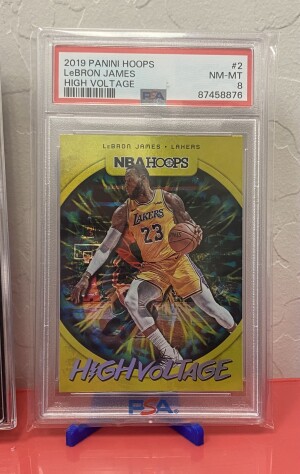 2019 PANINI HOOPS #2
LeBRON JAMES NM-MT
HIGH VOLTAGE 8
PSA 87458876
LeBRON JAMES • LAKERS
NBA HOOPS
LAKERS
23
HIGH VOLTAGE
PSA